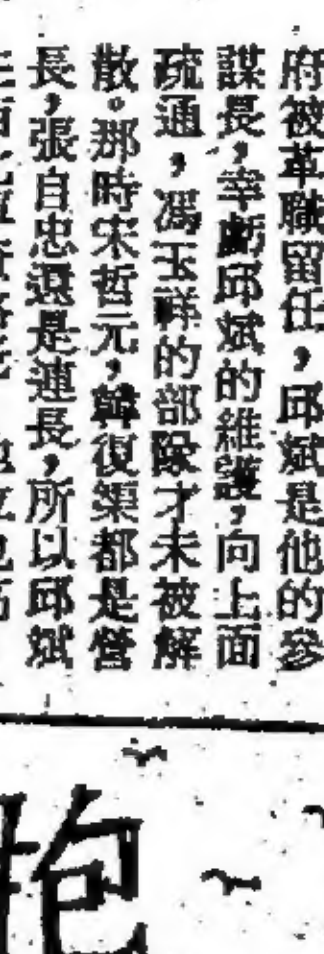 府被革職留任，邱斌是他的參
謀長，幸虧邱斌的維護，向上面
疏通，馮玉祥的部隊才未被解
散。那時宋哲元，韓復榘都是營
長，張自忠還是連長，所以邱斌
抱